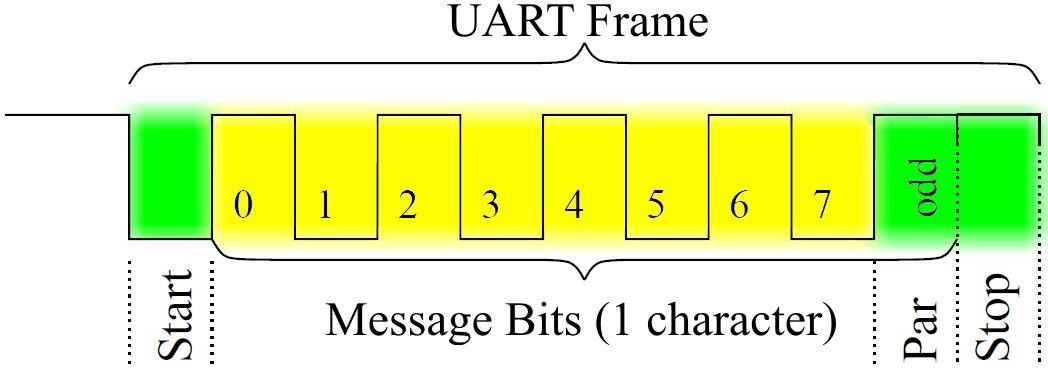 UART Frame
0 1 2 3 4 5 6 7 odd
Message Bits (1 character)
Start
Par
Stop